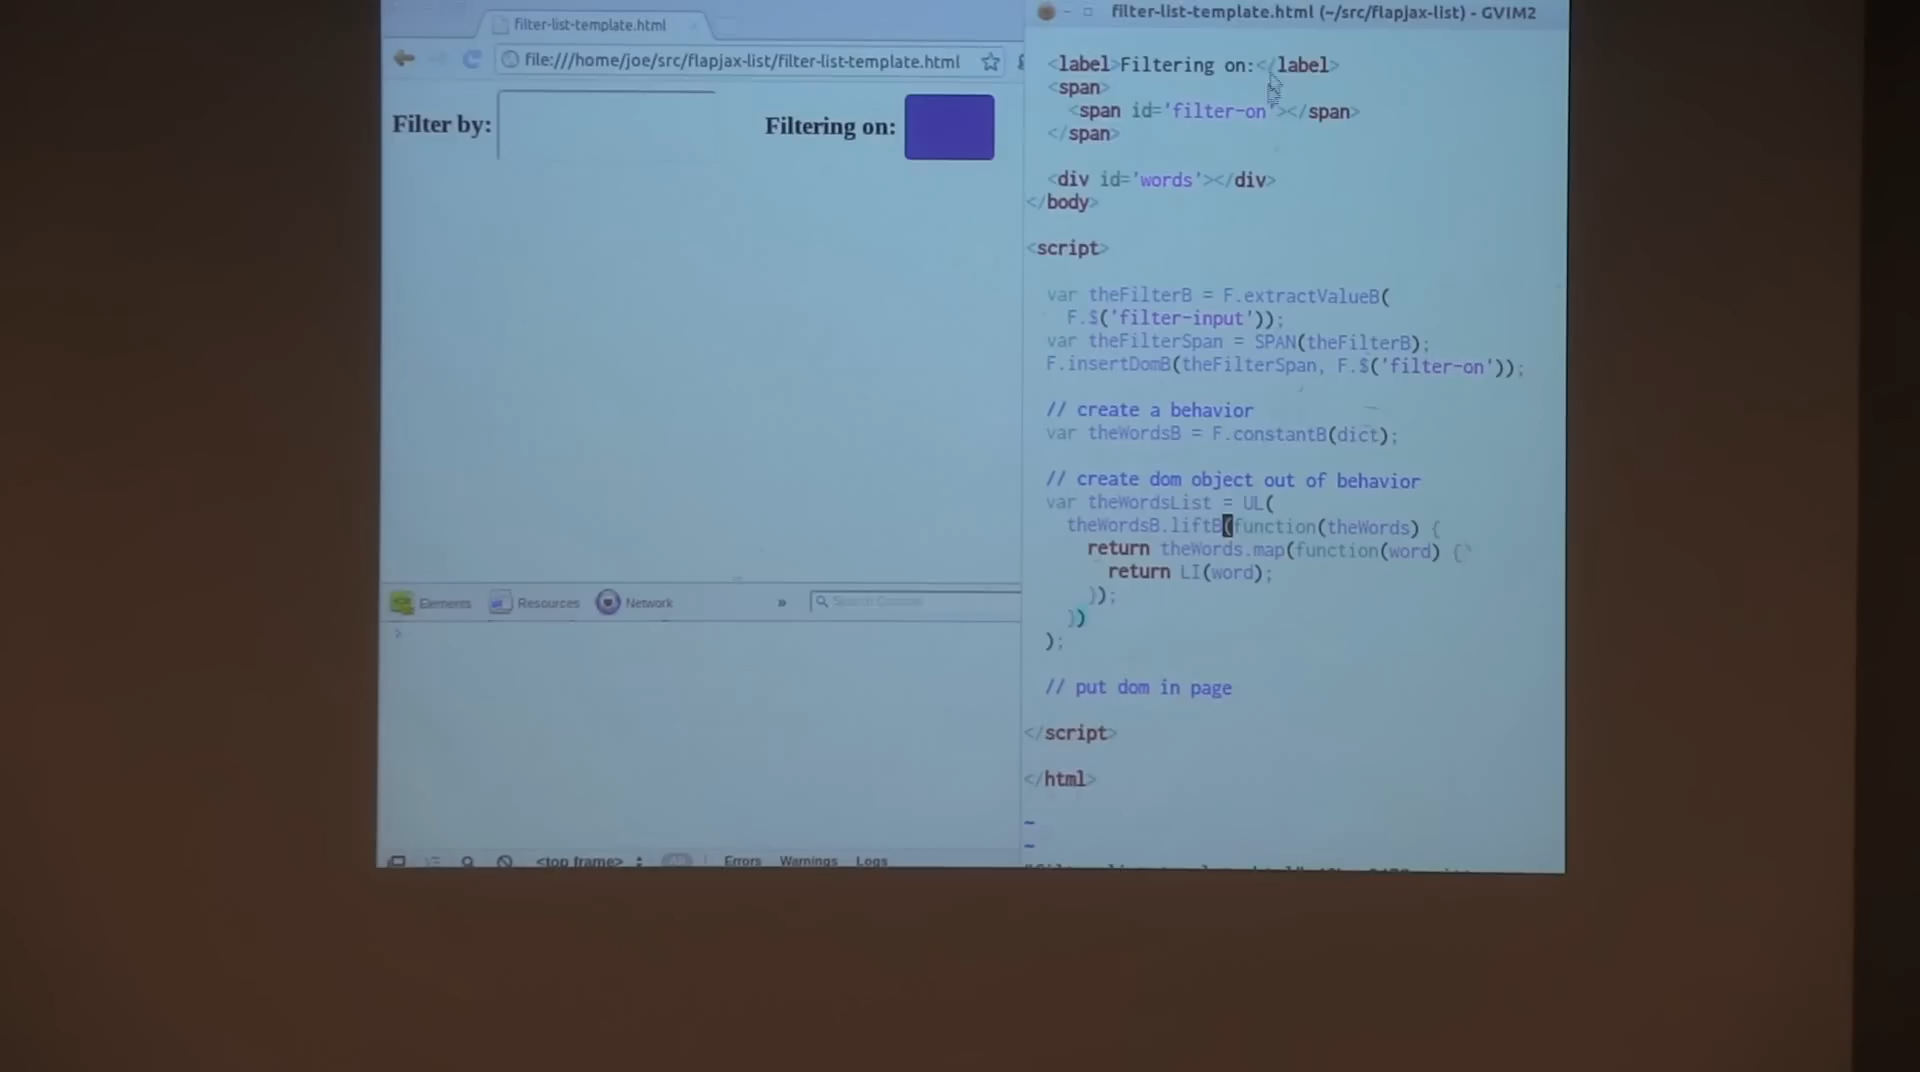 filter-list-template.html
file:///home/joe/src/flapjax-list/filter-list-template.html
Filter by:
Filtering on:
Elements
Resources
Network
»
Search Console
>
<top frame>
All
Errors
Warnings
Logs
filter-list-template.html (~/src/flapjax-list) - GVIM2
<label>Filtering on:</label>
<span>
<span id='filter-on'></span>
</span>
<div id='words'></div>
</body>
<script>
var theFilterB = F.extractValueB(
F.$('filter-input'));
var theFilterSpan = SPAN(theFilterB);
F.insertDomB(theFilterSpan, F.$('filter-on'));
// create a behavior
var theWordsB = F.constantB(dict);
// create dom object out of behavior
var theWordsList = UL(
theWordsB.liftB(function(theWords) {
return theWords.map(function(word) {
return LI(word);
});
})
);
// put dom in page
</script>
</html>
~
~